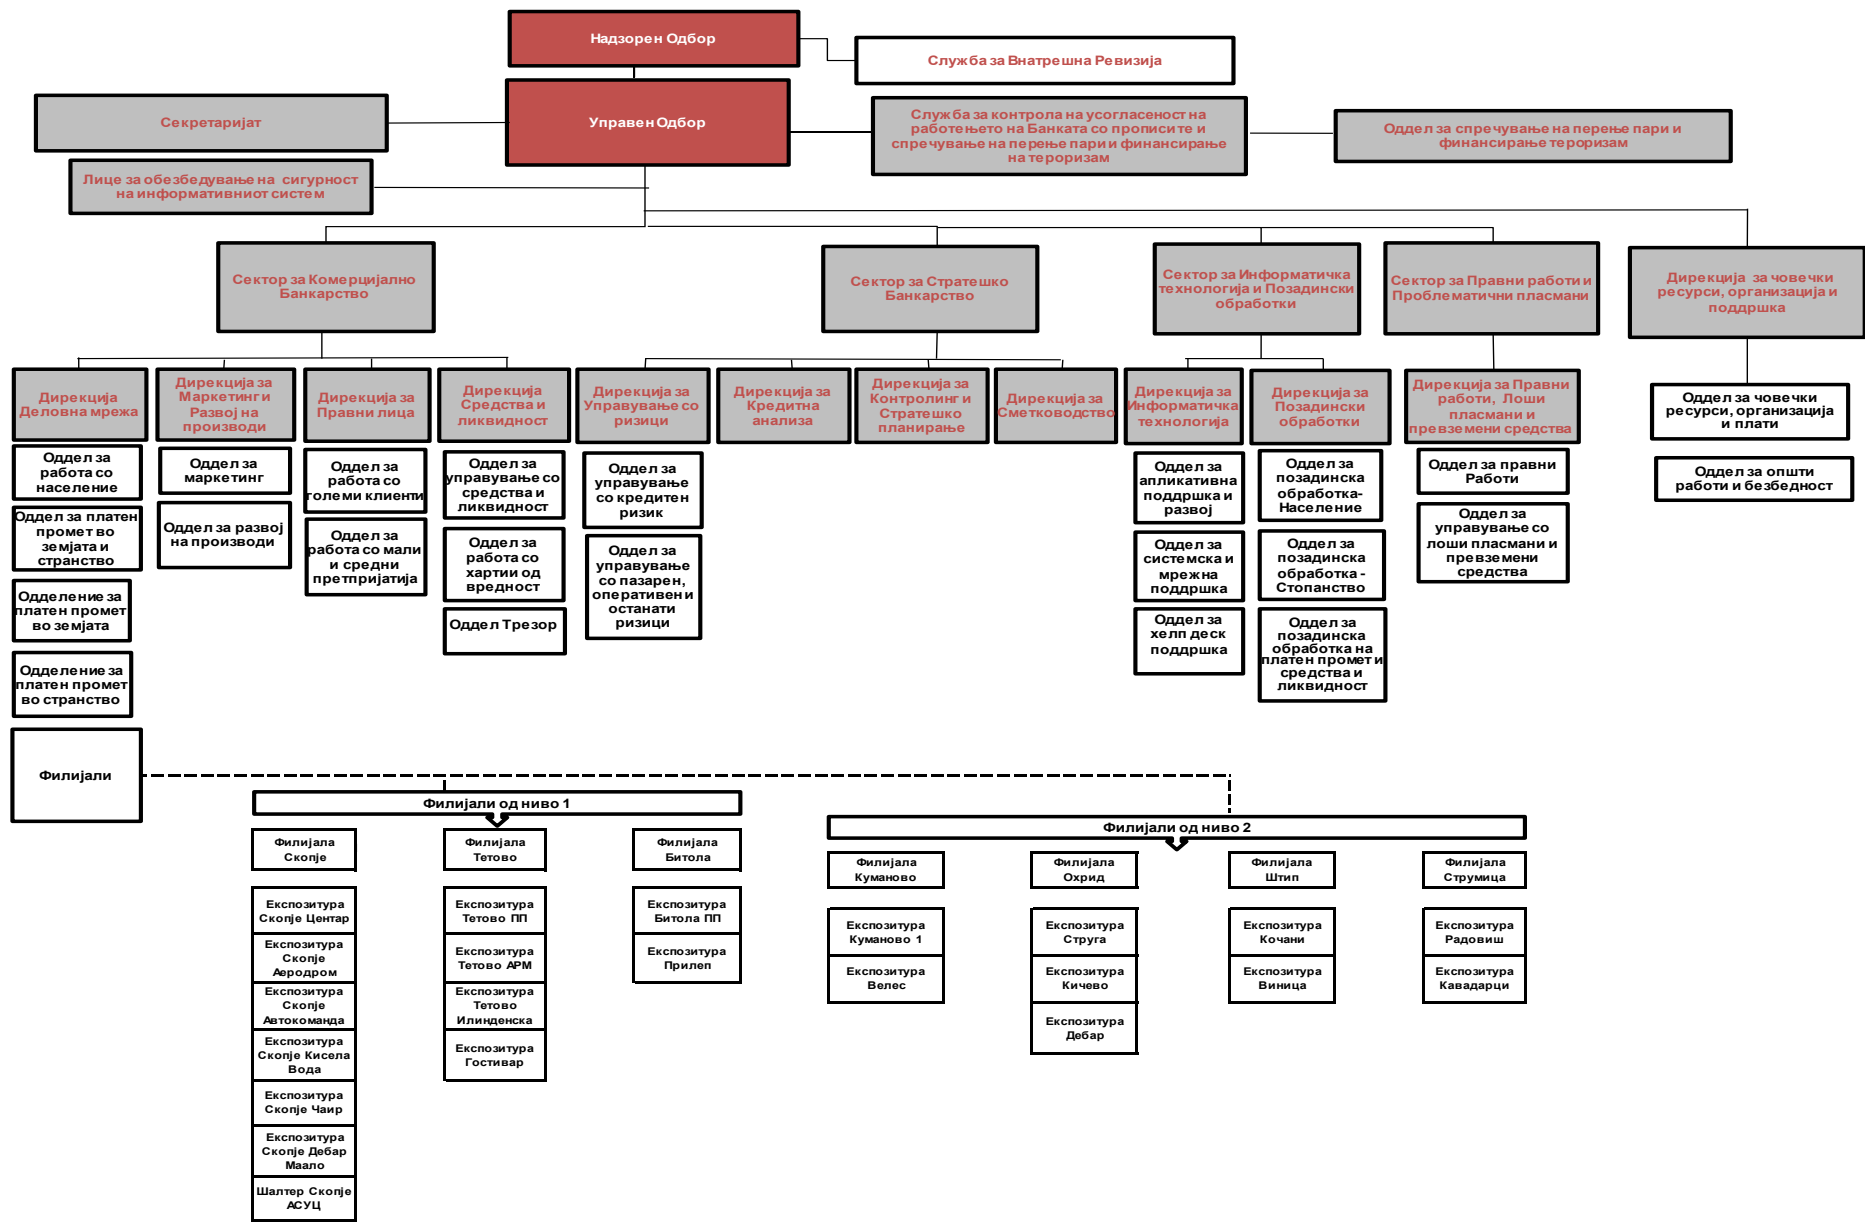 Надзорен Одбор
Служба за Внатрешна Ревизија
Секретаријат
Управен Одбор
Служба за контрола на усогласеност на
работењето на Банката со прописите и
спречување на перење пари и финансирање
на тероризам
Оддел за спречување на перење пари и
финансирање тероризам
Лице за обезбедување на сигурност
на информативниот систем
Сектор за Комерцијално
Банкарство
Сектор за Стратешко
Банкарство
Сектор за Информатичка
технологија и Позадински
обработки
Сектор за Правни работи и
Проблематични пласмани
Дирекција за човечки
ресурси, организација и
поддршка
Дирекција
Деловна мрежа
Дирекција за
Маркетинг и
Развој на
производи
Дирекција за
Правни лица
Дирекција
Средства и
ликвидност
Дирекција за
Управување со
ризици
Дирекција за
Кредитна
анализа
Дирекција за
Контролинг и
Стратешко
планирање
Дирекција за
Сметководство
Дирекција за
Информатичка
технологија
Дирекција за
Позадински
обработки
Дирекција за Правни
работи, Лоши
пласмани и
превземени средства
Оддел за човечки
ресурси, организација
и плати
Оддел за општи
работи и безбедност
Оддел за
работа со
население
Оддел за платен
промет во
земјата и
странство
Одделение за
платен промет
во земјата
Одделение за
платен промет
во странство
Оддел за
маркетинг
Оддел за развој
на производи
Оддел за
работа со
големи клиенти
Оддел за
работа со мали
и средни
претпријатија
Оддел за
управување со
средства и
ликвидност
Оддел за
работа со
хартии од
вредност
Оддел Трезор
Оддел за
управување
со кредитен
ризик
Оддел за
управување
со пазарен,
оперативен и
останати
ризици
Оддел за
апликативна
поддршка и
развој
Оддел за
системска и
мрежна
поддршка
Оддел за
хелп деск
поддршка
Оддел за
позадинска
обработка-
Население
Оддел за
позадинска
обработка -
Стопанство
Оддел за
позадинска
обработка на
платен промет и
средства и
ликвидност
Оддел за правни
Работи
Оддел за
управување со
лоши пласмани и
превземени
средства
Филијали
Филијали од ниво 1
Филијала
Скопје
Експозитура
Скопје Центар
Експозитура
Скопје
Аеродром
Експозитура
Скопје
Автокоманда
Експозитура
Скопје Кисела
Вода
Експозитура
Скопје Чаир
Експозитура
Скопје Дебар
Маало
Шалтер Скопје
АСУЦ
Филијала
Тетово
Експозитура
Тетово ПП
Експозитура
Тетово АРМ
Експозитура
Тетово
Илинденска
Експозитура
Гостивар
Филијала
Битола
Експозитура
Битола ПП
Експозитура
Прилеп
Филијали од ниво 2
Филијала
Куманово
Експозитура
Куманово 1
Експозитура
Велес
Филијала
Охрид
Експозитура
Струга
Експозитура
Кичево
Експозитура
Дебар
Филијала
Штип
Експозитура
Кочани
Експозитура
Виница
Филијала
Струмица
Експозитура
Радовиш
Експозитура
Кавадарци